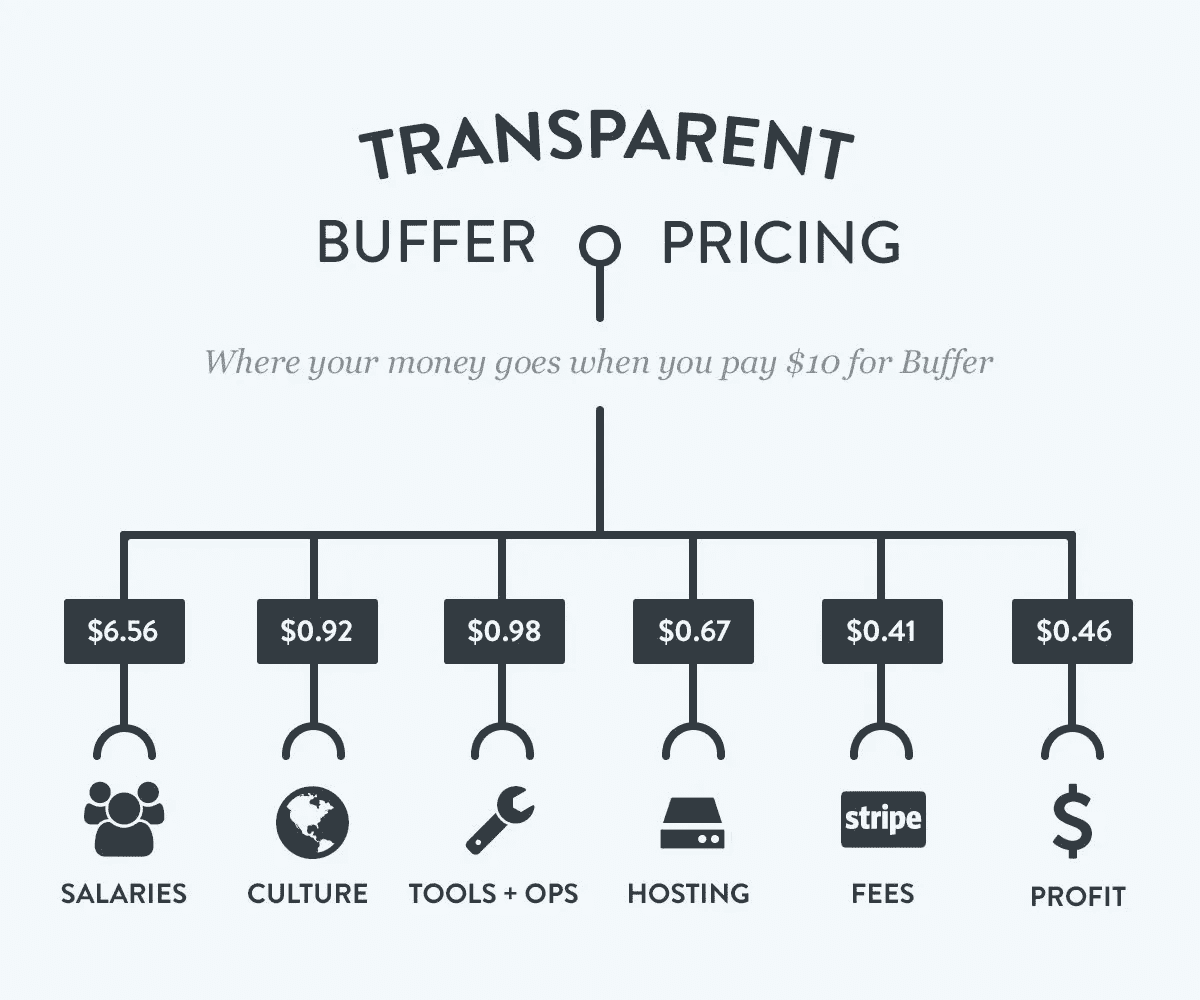 TRANSPARENT
BUFFER PRICING
Where your money goes when you pay $10 for Buffer
$6.56 $0.92 $0.98 $0.67 $0.41 $0.46
stripe
SALARIES CULTURE TOOLS + OPS HOSTING FEES PROFIT